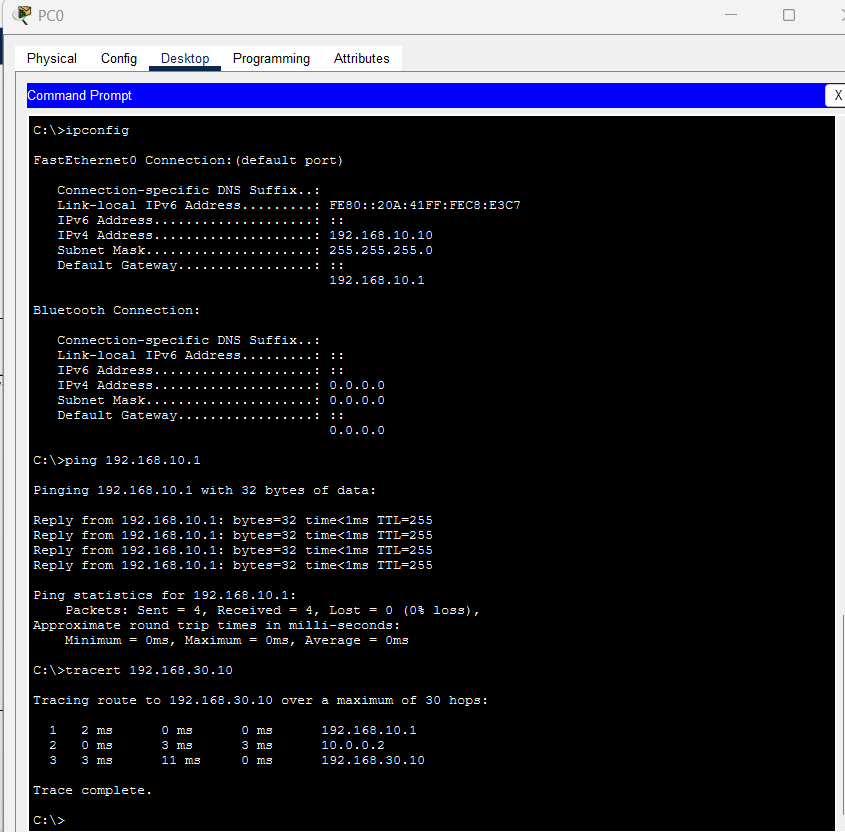 PC0
Physical Config Desktop Programming Attributes
Command Prompt
X
C:\>ipconfig
FastEthernet0 Connection:(default port)
Connection-specific DNS Suffix..:
Link-local IPv6 Address.........: FE80::20A:41FF:FEC8:E3C7
IPv6 Address....................: ::
IPv4 Address....................: 192.168.10.10
Subnet Mask.....................: 255.255.255.0
Default Gateway.................: ::
192.168.10.1
Bluetooth Connection:
Connection-specific DNS Suffix..:
Link-local IPv6 Address.........: ::
IPv6 Address....................: ::
IPv4 Address....................: 0.0.0.0
Subnet Mask.....................: 0.0.0.0
Default Gateway.................: ::
0.0.0.0
C:\>ping 192.168.10.1
Pinging 192.168.10.1 with 32 bytes of data:
Reply from 192.168.10.1: bytes=32 time<1ms TTL=255
Reply from 192.168.10.1: bytes=32 time<1ms TTL=255
Reply from 192.168.10.1: bytes=32 time<1ms TTL=255
Reply from 192.168.10.1: bytes=32 time<1ms TTL=255
Ping statistics for 192.168.10.1:
Packets: Sent = 4, Received = 4, Lost = 0 (0% loss),
Approximate round trip times in milli-seconds:
Minimum = 0ms, Maximum = 0ms, Average = 0ms
C:\>tracert 192.168.30.10
Tracing route to 192.168.30.10 over a maximum of 30 hops:
1 2 ms 0 ms 0 ms 192.168.10.1
2 0 ms 3 ms 3 ms 10.0.0.2
3 3 ms 11 ms 0 ms 192.168.30.10
Trace complete.
C:\>